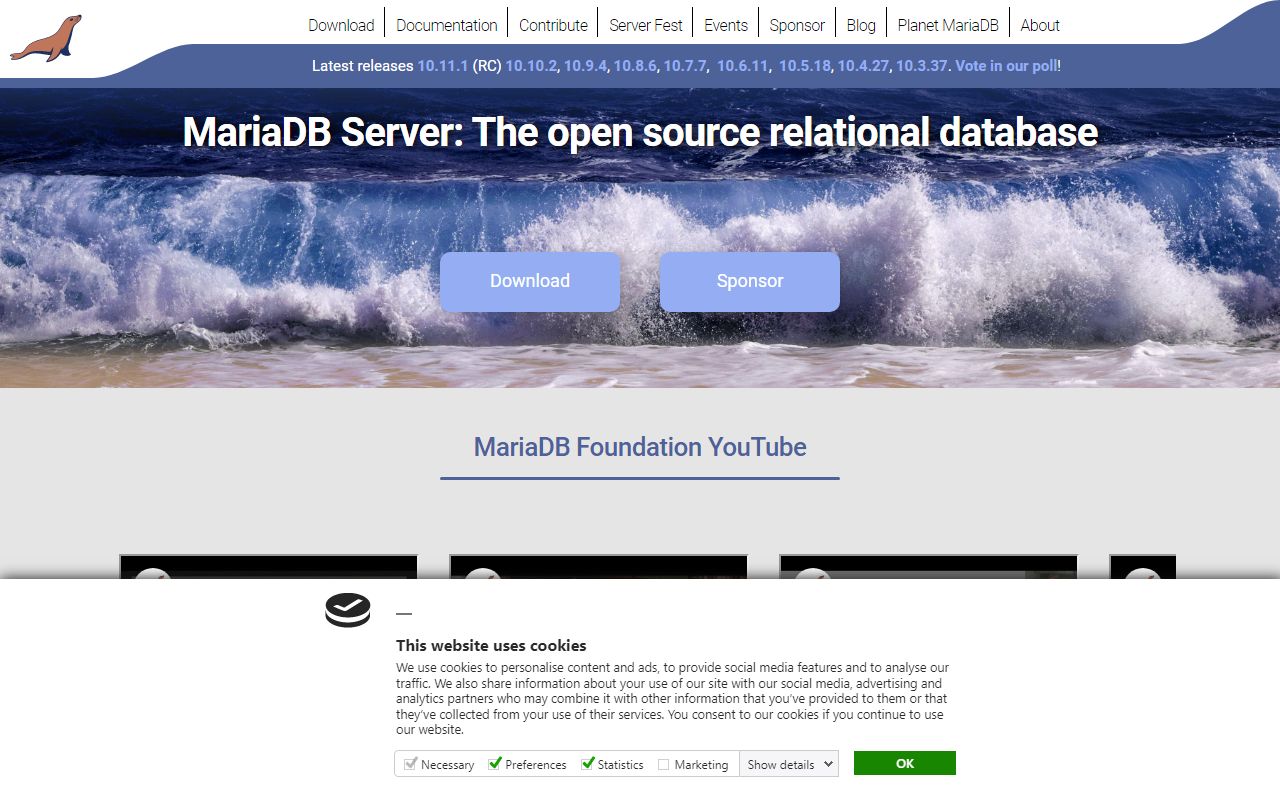 Download
Documentation
Contribute
Server Fest
Events
Sponsor
Blog
Planet MariaDB
About
Latest releases 10.11.1 (RC) 10.10.2, 10.9.4, 10.8.6, 10.7.7, 10.6.11, 10.5.18, 10.4.27, 10.3.37. Vote in our poll!
MariaDB Server: The open source relational database
Download
Sponsor
MariaDB Foundation YouTube
This website uses cookies
We use cookies to personalise content and ads, to provide social media features and to analyse our
traffic. We also share information about your use of our site with our social media, advertising and
analytics partners who may combine it with other information that you've provided to them or that
they've collected from your use of their services. You consent to our cookies if you continue to use
our website.
Necessary
Preferences
Statistics
Marketing
Show details
OK